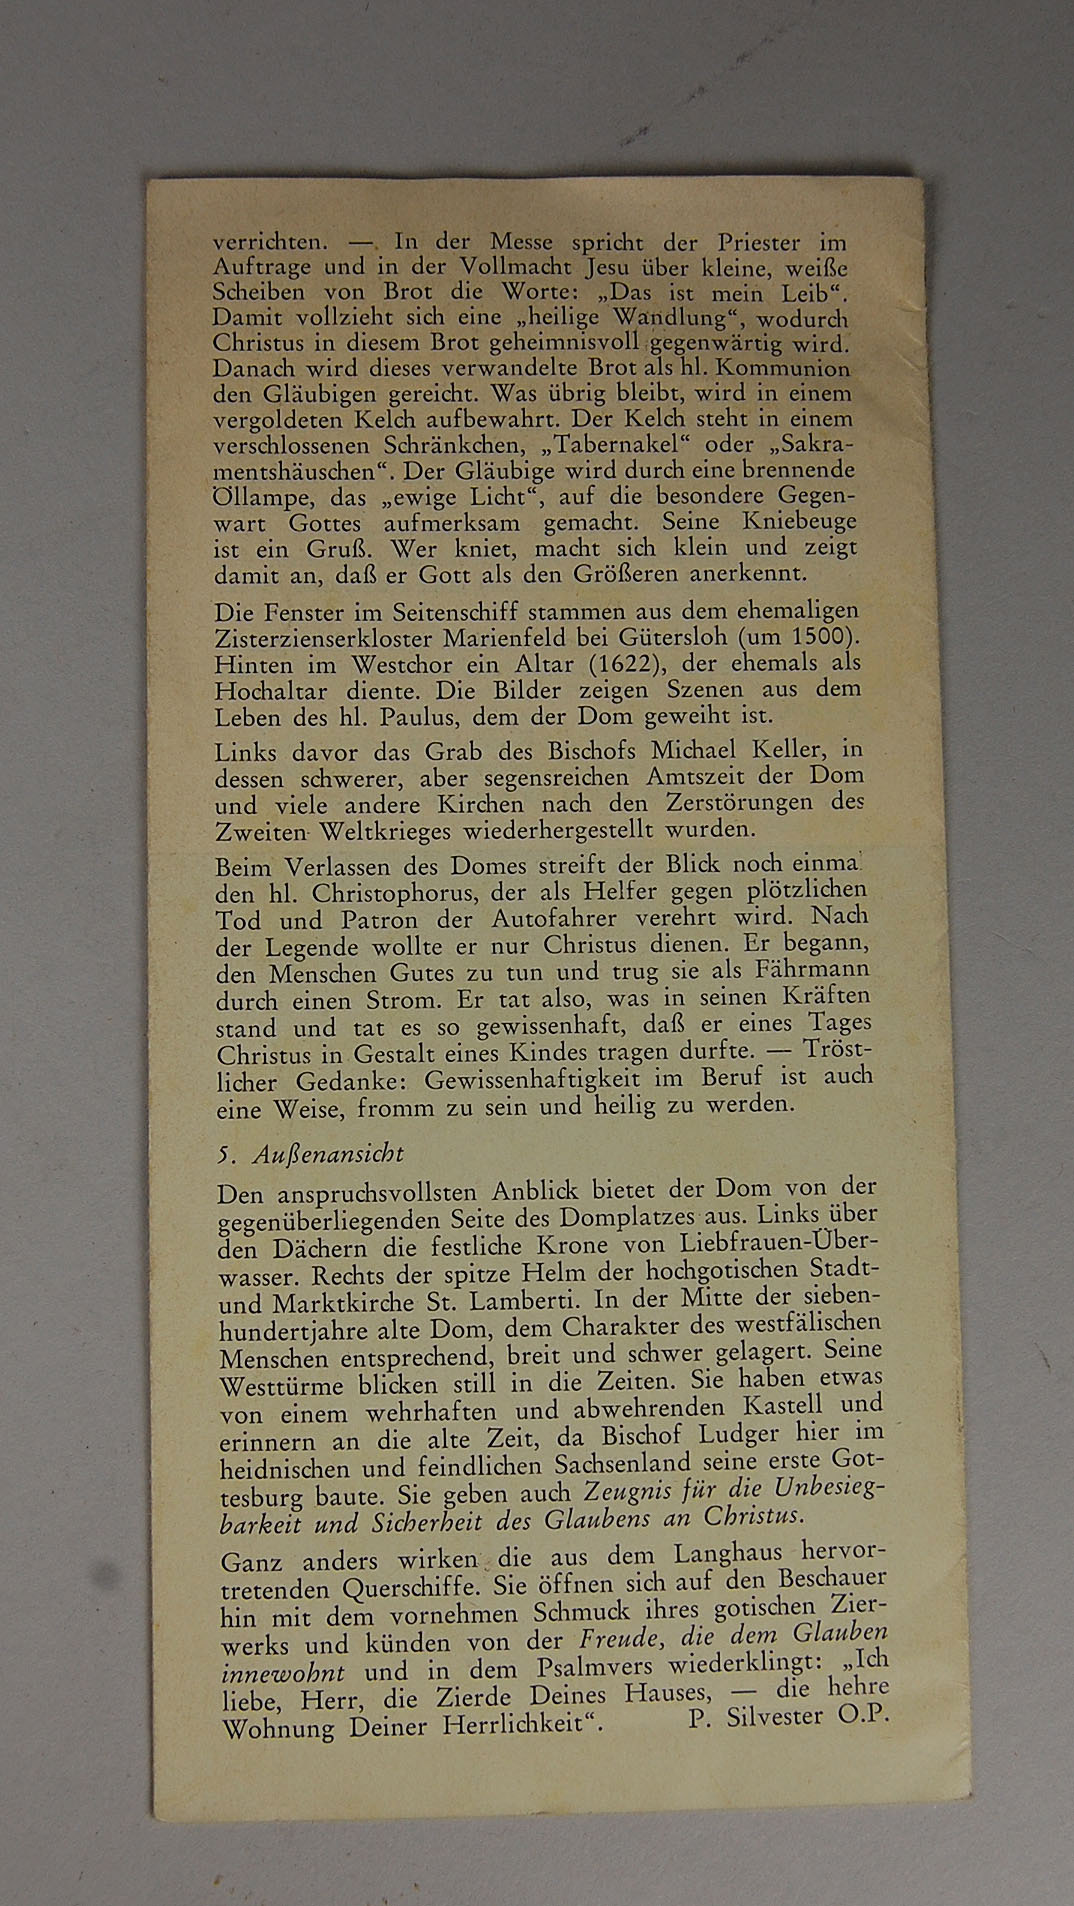 verrichten. — In der Messe spricht der Priester im
Auftrage und in der Vollmacht Jesu über kleine, weiße
Scheiben von Brot die Worte: „Das ist mein Leib“.
Damit vollzieht sich eine „heilige Wandlung“, wodurch
Christus in diesem Brot geheimnisvoll gegenwärtig wird.
Danach wird dieses verwandelte Brot als hl. Kommunion
den Gläubigen gereicht. Was übrig bleibt, wird in einem
vergoldeten Kelch aufbewahrt. Der Kelch steht in einem
verschlossenen Schränkchen, „Tabernakel“ oder „Sakra-
mentshäuschen“. Der Gläubige wird durch eine brennende
Öllampe, das „ewige Licht“, auf die besondere Gegen-
wart Gottes aufmerksam gemacht. Seine Kniebeuge
ist ein Gruß. Wer kniet, macht sich klein und zeigt
damit an, daß er Gott als den Größeren anerkennt.
Die Fenster im Seitenschiff stammen aus dem ehemaligen
Zisterzienserkloster Marienfeld bei Gütersloh (um 1500).
Hinten im Westchor ein Altar (1622), der ehemals als
Hochaltar diente. Die Bilder zeigen Szenen aus dem
Leben des hl. Paulus, dem der Dom geweiht ist.
Links davor das Grab des Bischofs Michael Keller, in
dessen schwerer, aber segensreichen Amtszeit der Dom
und viele andere Kirchen nach den Zerstörungen des
Zweiten Weltkrieges wiederhergestellt wurden.
Beim Verlassen des Domes streift der Blick noch einmal
den hl. Christophorus, der als Helfer gegen plötzlichen
Tod und Patron der Autofahrer verehrt wird. Nach
der Legende wollte er nur Christus dienen. Er begann,
den Menschen Gutes zu tun und trug sie als Fährmann
durch einen Strom. Er tat also, was in seinen Kräften
stand und tat es so gewissenhaft, daß er eines Tages
Christus in Gestalt eines Kindes tragen durfte. — Tröst-
licher Gedanke: Gewissenhaftigkeit im Beruf ist auch
eine Weise, fromm zu sein und heilig zu werden.
5. Außenansicht
Den anspruchsvollsten Anblick bietet der Dom von der
gegenüberliegenden Seite des Domplatzes aus. Links über
den Dächern die festliche Krone von Liebfrauen-Über-
wasser. Rechts der spitze Helm der hochgotischen Stadt-
und Marktkirche St. Lamberti. In der Mitte der sieben-
hundertjahre alte Dom, dem Charakter des westfälischen
Menschen entsprechend, breit und schwer gelagert. Seine
Westtürme blicken still in die Zeiten. Sie haben etwas
von einem wehrhaften und abwehrenden Kastell und
erinnern an die alte Zeit, da Bischof Ludger hier im
heidnischen und feindlichen Sachsenland seine erste Got-
tesburg baute. Sie geben auch Zeugnis für die Unbesieg-
barkeit und Sicherheit des Glaubens an Christus.
Ganz anders wirken die aus dem Langhaus hervor-
tretenden Querschiffe. Sie öffnen sich auf den Beschauer
hin mit dem vornehmen Schmuck ihres gotischen Zier-
werks und künden von der Freude, die dem Glauben
innewohnt und in dem Psalmvers wiederklingt: „Ich
liebe, Herr, die Zierde Deines Hauses, — die hehre
Wohnung Deiner Herrlichkeit“. P. Silvester O.P.